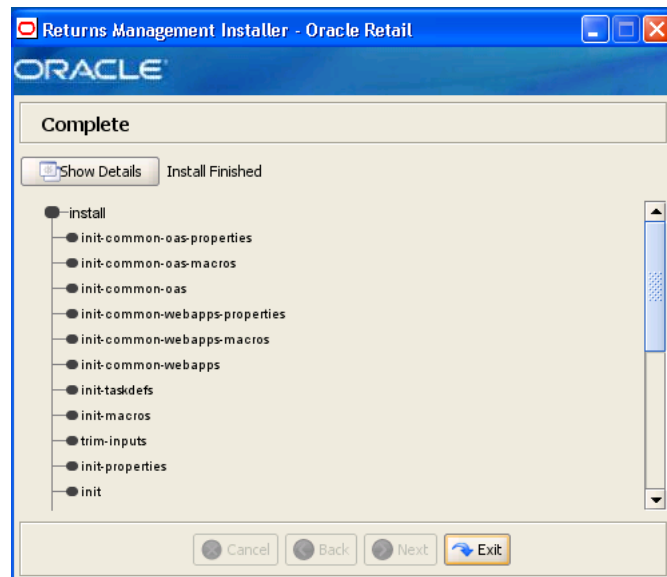 Returns Management Installer - Oracle Retail
ORACLE
Complete
Show Details Install Finished
install
init-common-oas-properties
init-common-oas-macros
init-common-oas
init-common-webapps-properties
init-common-webapps-macros
init-common-webapps
init-taskdefs
init-macros
trim-inputs
init-properties
init
Cancel Back Next Exit